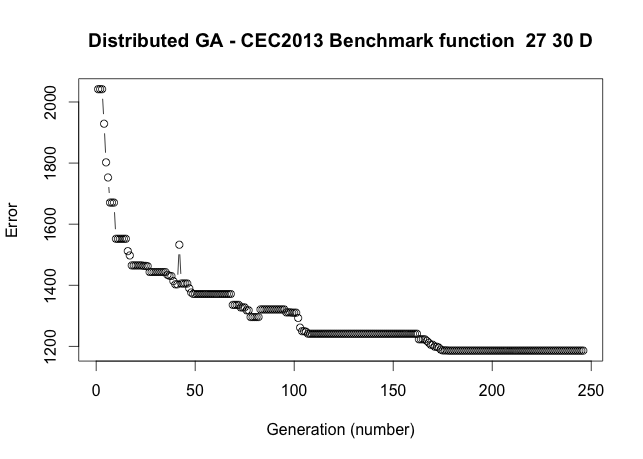 Distributed GA - CEC2013 Benchmark function  27 30 D
2000
1800
1600
1400
1200
Error
0 50 100 150 200 250
Generation (number)